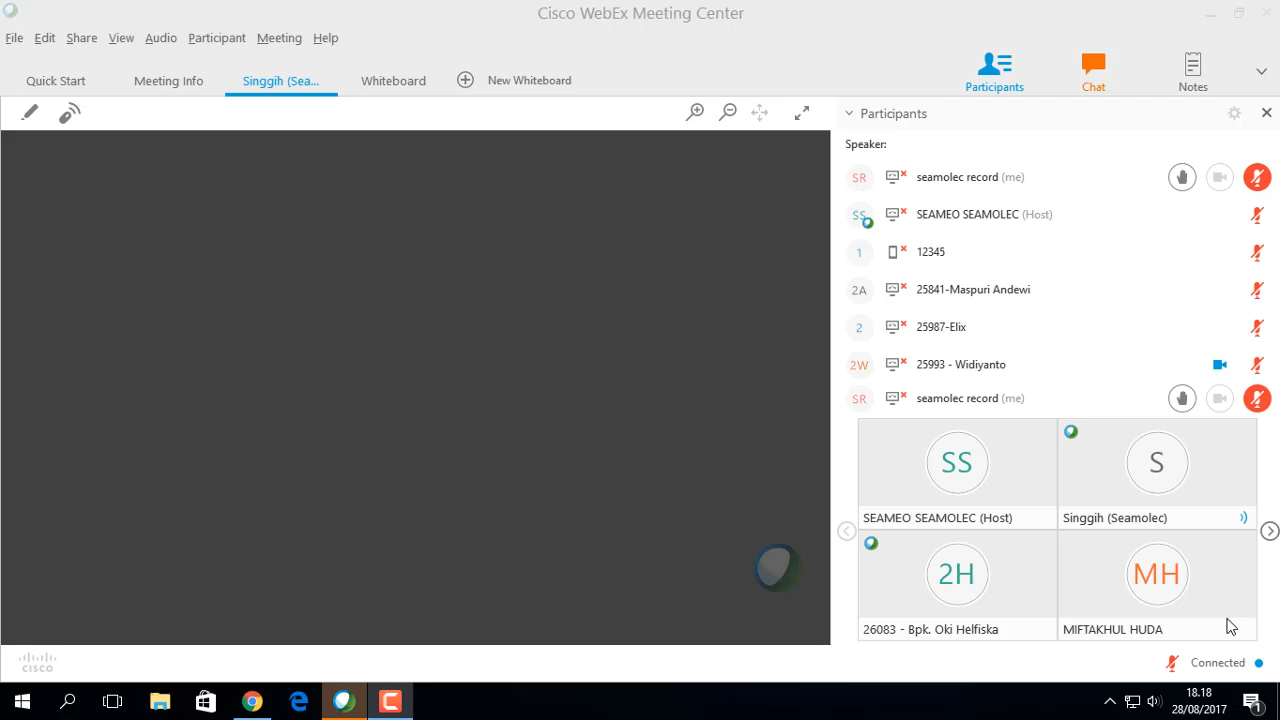 Cisco WebEx Meeting Center
File Edit Share View Audio Participant Meeting Help
Quick Start Meeting Info Singgih (Sea... Whiteboard New Whiteboard
Participants Chat Notes
Participants
Speaker:
SR seamolec record (me)
SS SEAMEO SEAMOLEC (Host)
1 12345
2A 25841-Maspuri Andewi
2 25987-Elix
2W 25993 - Widiyanto
SR seamolec record (me)
SS S
SEAMEO SEAMOLEC (Host) Singgih (Seamolec)
2H MH
26083 - Bpk. Oki Helfiska MIFTAKHUL HUDA
cisco Connected
18.18
28/08/2017
1